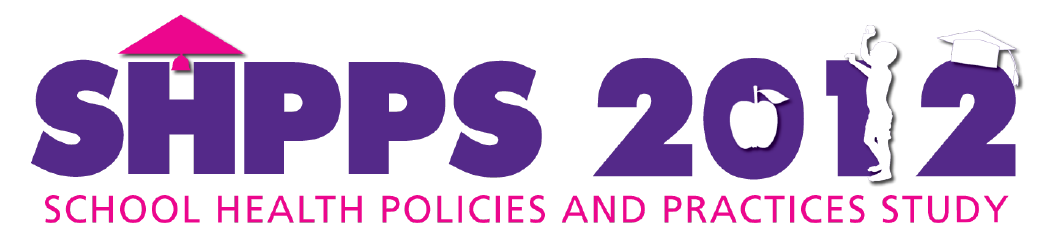 SHPPS 2012
SCHOOL HEALTH POLICIES AND PRACTICES STUDY